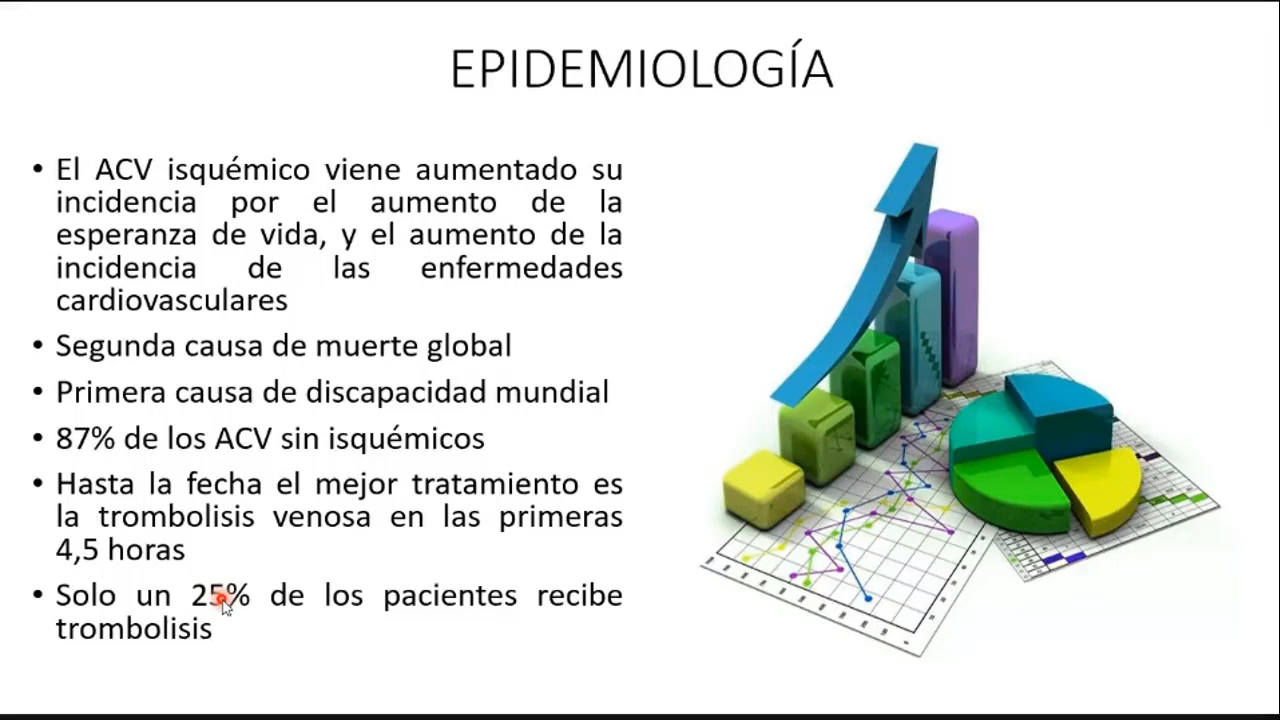 EPIDEMIOLOGÍA
• El ACV isquémico viene aumentado su
incidencia por el aumento de la
esperanza de vida, y el aumento de la
incidencia de las enfermedades
cardiovasculares
• Segunda causa de muerte global
• Primera causa de discapacidad mundial
• 87% de los ACV sin isquémicos
• Hasta la fecha el mejor tratamiento es
la trombolisis venosa en las primeras
4,5 horas
• Solo un 25% de los pacientes recibe
trombolisis